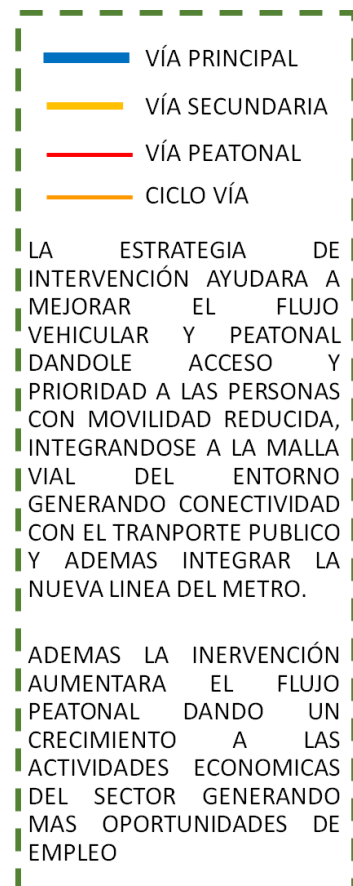 VÍA PRINCIPAL
VÍA SECUNDARIA
VÍA PEATONAL
CICLO VÍA
LA ESTRATEGIA DE
INTERVENCIÓN AYUDARA A
MEJORAR EL FLUJO
VEHICULAR Y PEATONAL
DANDOLE ACCESO Y
PRIORIDAD A LAS PERSONAS
CON MOVILIDAD REDUCIDA,
INTEGRANDOSE A LA MALLA
VIAL DEL ENTORNO
GENERANDO CONECTIVIDAD
CON EL TRANPORTE PUBLICO
Y ADEMAS INTEGRAR LA
NUEVA LINEA DEL METRO.
ADEMAS LA INERVENCIÓN
AUMENTARA EL FLUJO
PEATONAL DANDO UN
CRECIMIENTO A LAS
ACTIVIDADES ECONOMICAS
DEL SECTOR GENERANDO
MAS OPORTUNIDADES DE
EMPLEO